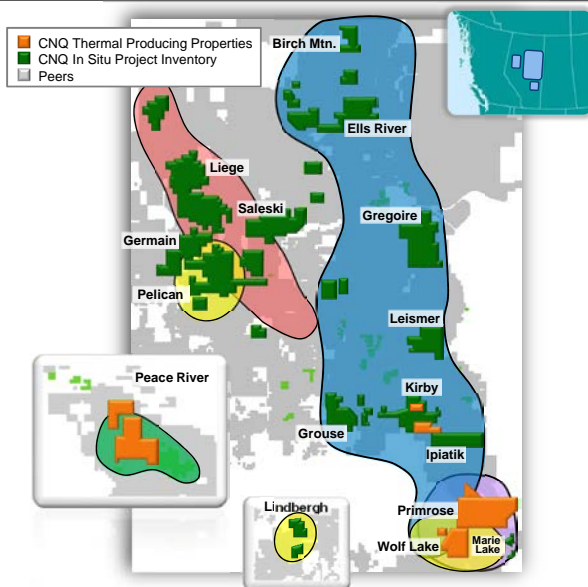 CNQ Thermal Producing Properties
CNQ In Situ Project Inventory
Peers
Birch Mtn.
Ells River
Liege
Saleski
Gregoire
Germain
Pelican
Leismer
Peace River
Kirby
Grouse
Ipiatik
Lindbergh
Primrose
Wolf Lake
Marie
Lake